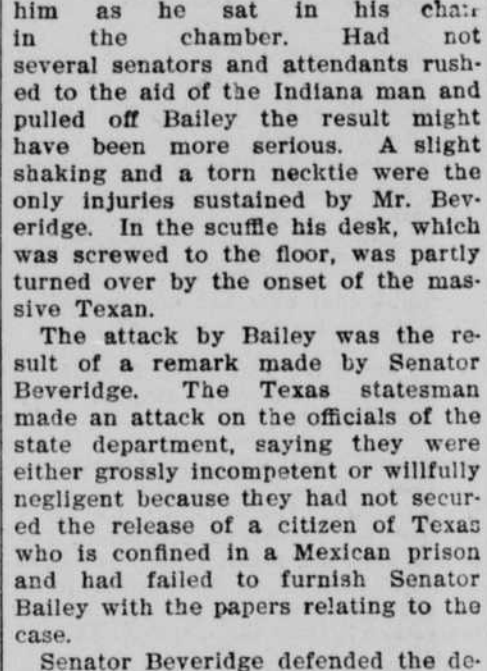 him as he sat in his chair
in the chamber. Had not
several senators and attendants rush-
ed to the aid of the Indiana man and
pulled off Bailey the result might
have been more serious. A slight
shaking and a torn necktie were the
only injuries sustained by Mr. Bev-
eridge. In the scuffle his desk, which
was screwed to the floor, was partly
turned over by the onset of the mas-
sive Texan.
The attack by Bailey was the re-
sult of a remark made by Senator
Beveridge. The Texas statesman
made an attack on the officials of the
state department, saying they were
either grossly incompetent or willfully
negligent because they had not secur-
ed the release of a citizen of Texas
who is confined in a Mexican prison
and had failed to furnish Senator
Bailey with the papers relating to the
case.
Senator Beveridge defended the de-